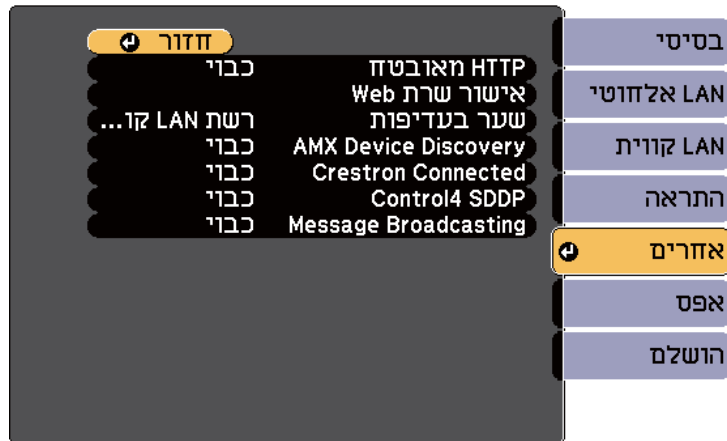 בסיסי
LAN אלחוטי
LAN קווית
התראה
אחרים
אפס
הושלם
חזור
HTTP מאובטח כבוי
אישור שרת Web
שער בעדיפות רשת LAN קו...
AMX Device Discovery כבוי
Crestron Connected כבוי
Control4 SDDP כבוי
Message Broadcasting כבוי